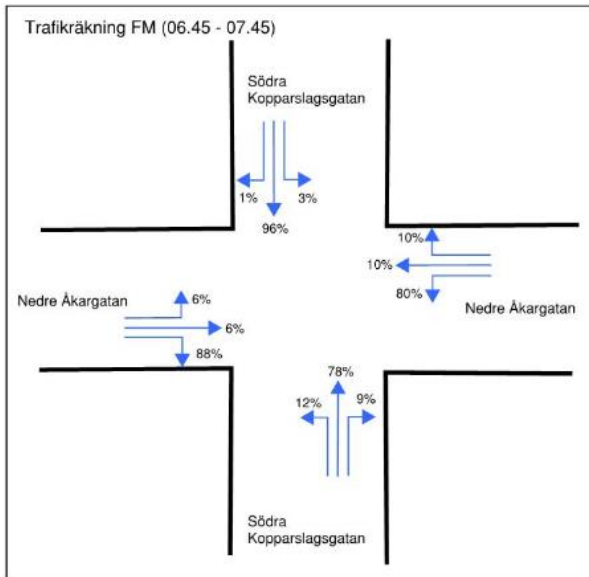 Trafikräkning FM (06.45 - 07.45)
Södra
Kopparslagsgatan
1%
3%
96%
10%
10%
80%
Nedre Åkargatan
Nedre Åkargatan
6%
6%
88%
78%
12%
9%
Södra
Kopparslagsgatan